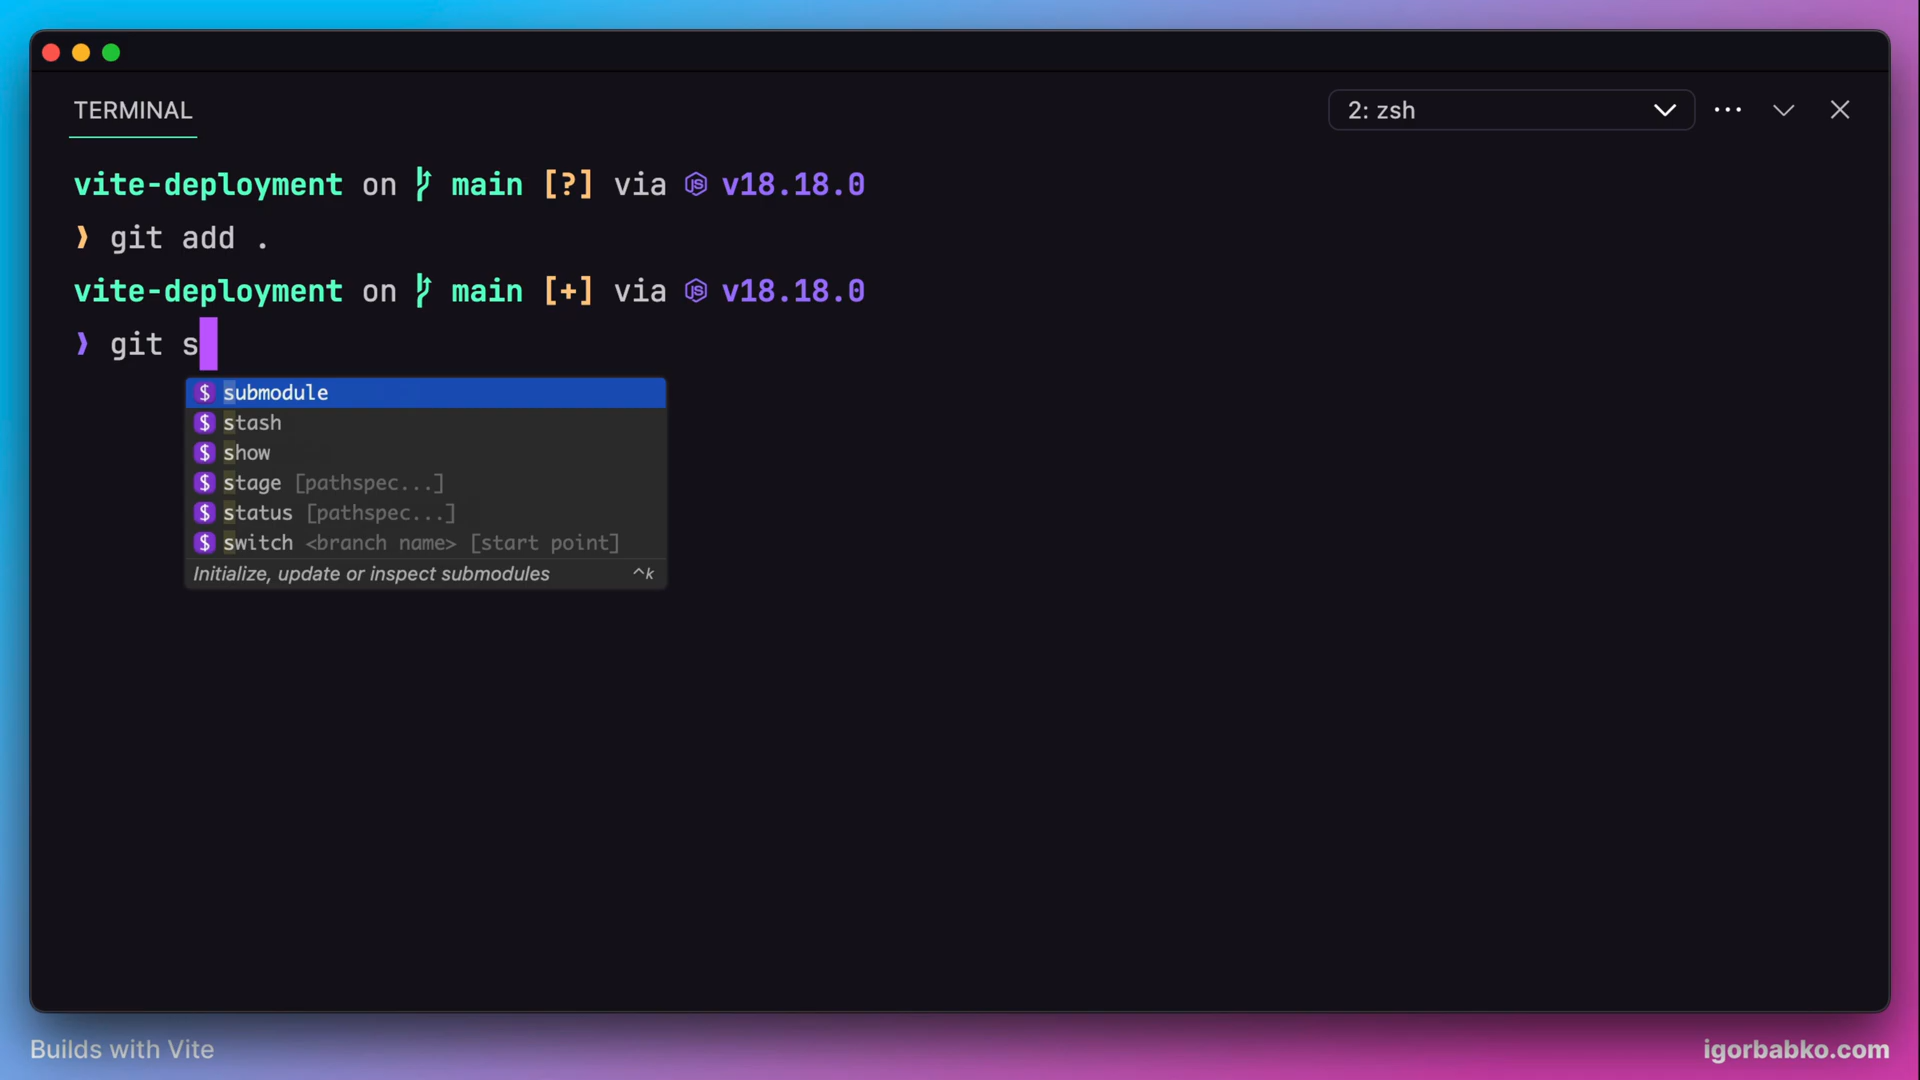 TERMINAL
2: zsh
vite-deployment on main [?] via v18.18.0
❯ git add .
vite-deployment on main [+] via v18.18.0
❯ git s
$ submodule
$ stash
$ show
$ stage [pathspec...]
$ status [pathspec...]
$ switch <branch name> [start point]
Initialize, update or inspect submodules ^k
Builds with Vite
igorbabko.com